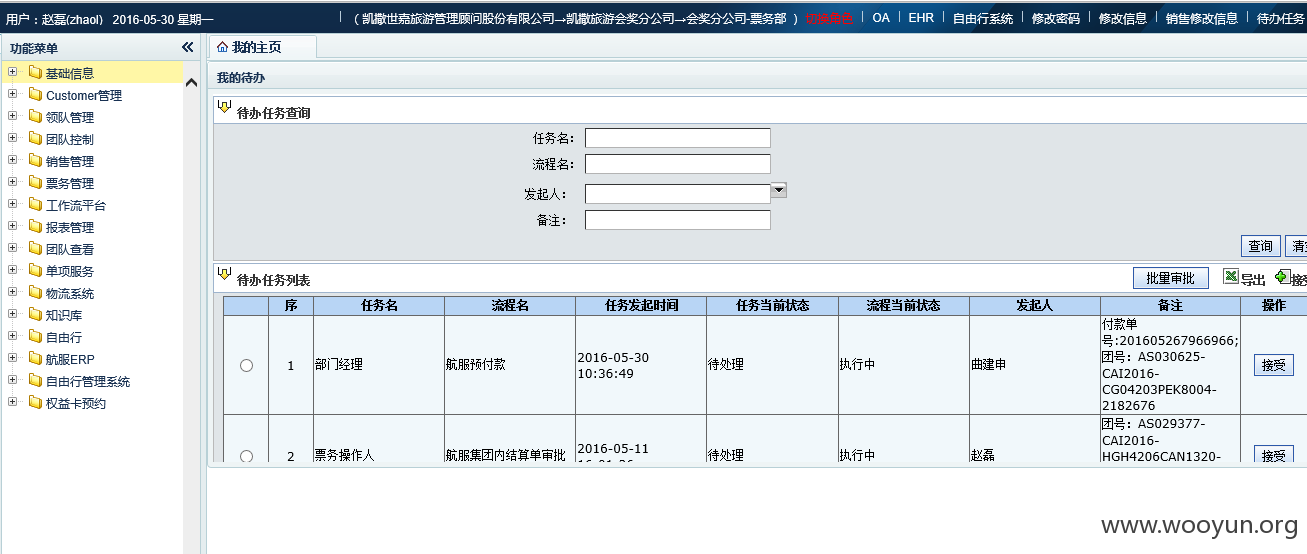 用户：赵磊(zhaol) 2016-05-30 星期一 （ 凯撒世嘉旅游管理顾问股份有限公司→凯撒旅游会奖分公司→会奖分公司-票务部 ） OA EHR 自由行系统 修改密码 修改信息 销售修改信息 待办任务
功能菜单
基础信息
Customer管理
领队管理
团队控制
销售管理
票务管理
工作流平台
报表管理
团队查看
单项服务
物流系统
知识库
自由行
航服ERP
自由行管理系统
权益卡预约
我的主页
我的待办
待办任务查询
任务名：
流程名：
发起人：
备注：
查询
待办任务列表
批量审批 导出
序 任务名 流程名 任务发起时间 任务当前状态 流程当前状态 发起人 备注 操作
1 部门经理 航服预付款 2016-05-30 10:36:49 待处理 执行中 曲建申
付款单
号:201605267966966;
团号：AS030625-
CAI2016-
CG04203PEK8004-
2182676
接受
2 票务操作人 航服集团内结算单审批 2016-05-11 待处理 执行中 赵磊
团号：AS029377-
CAI2016-
HGH4206CAN1320-
接受
www.wooyun.org